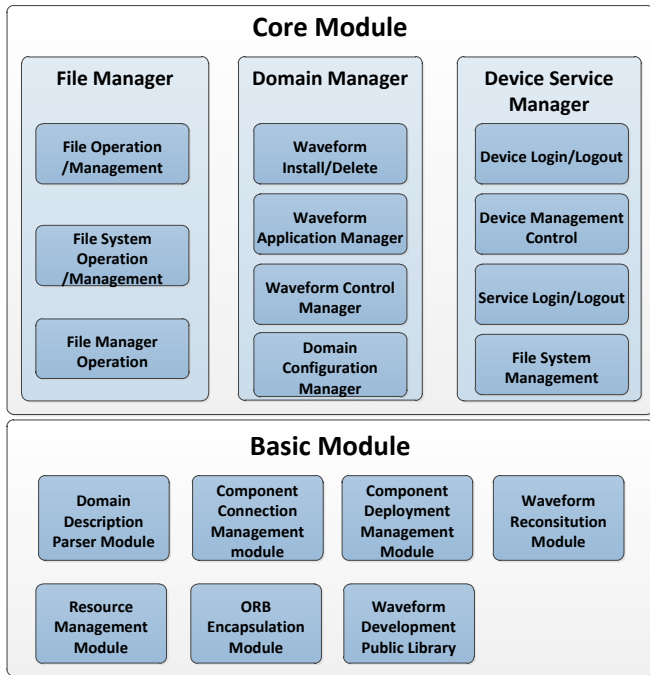 Core Module
File Manager
File Operation
/Management
File System
Operation
/Management
File Manager
Operation
Domain Manager
Waveform
Install/Delete
Waveform
Application Manager
Waveform Control
Manager
Domain
Configuration
Manager
Device Service
Manager
Device Login/Logout
Device Management
Control
Service Login/Logout
File System
Management
Basic Module
Domain
Description
Parser Module
Component
Connection
Management
module
Component
Deployment
Management
Module
Waveform
Reconsitution
Module
Resource
Management
Module
ORB
Encapsulation
Module
Waveform
Development
Public Library